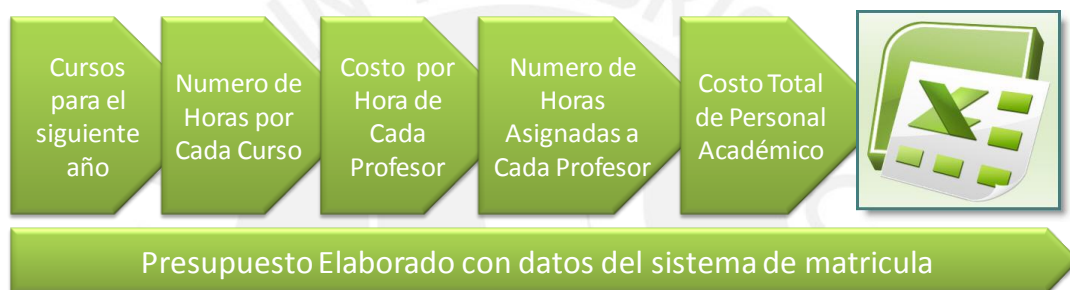 Cursos
para el
siguiente
año
Numero de
Horas por
Cada Curso
Costo por
Hora de
Cada
Profesor
Numero de
Horas
Asignadas a
Cada Profesor
Costo Total
de Personal
Académico
Presupuesto Elaborado con datos del sistema de matricula